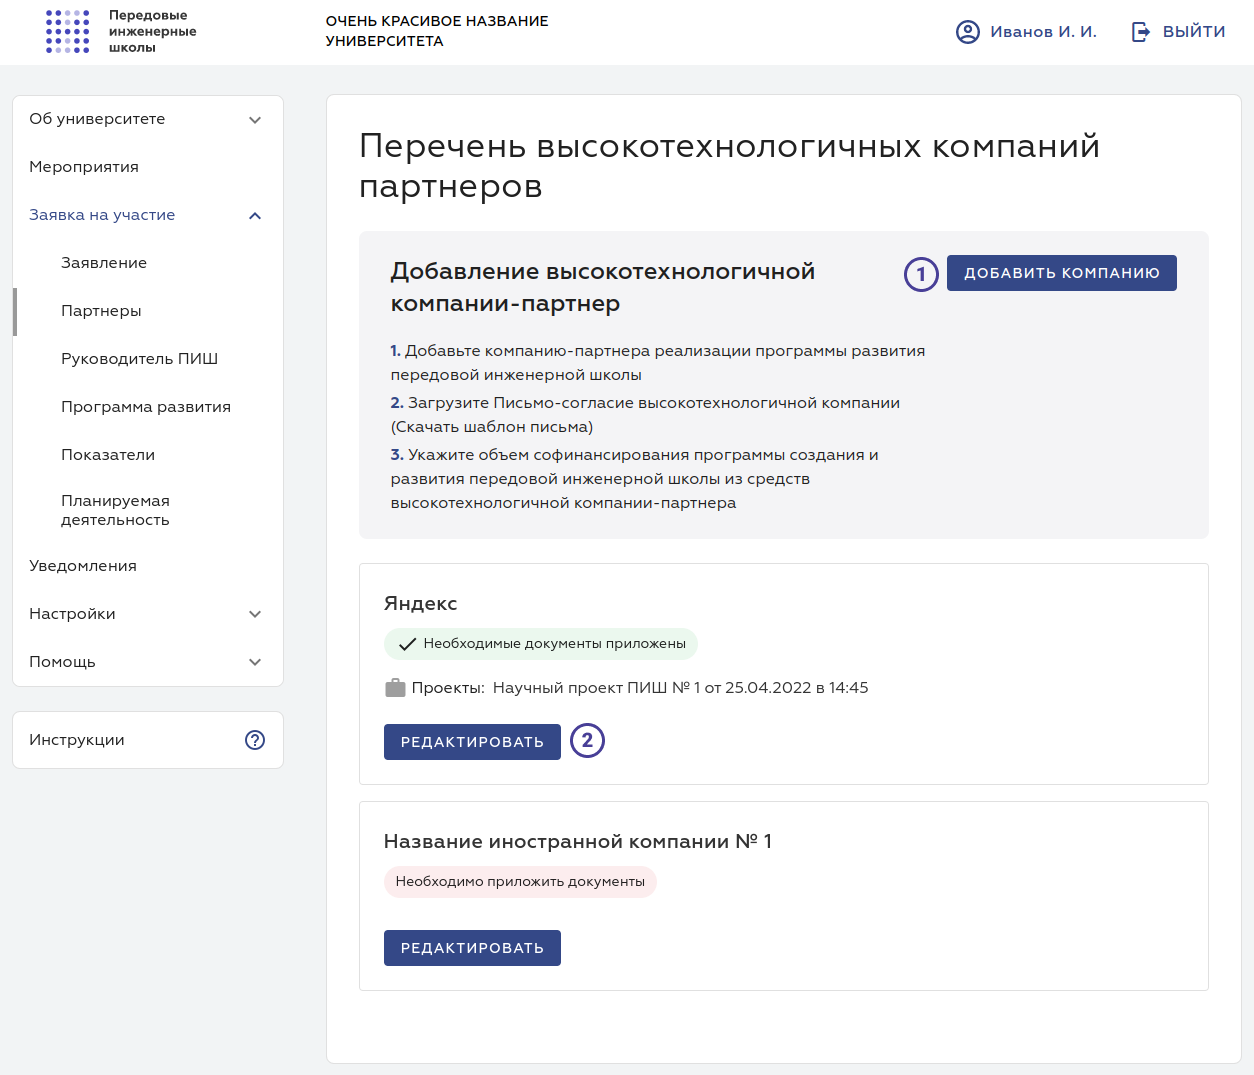 Передовые
инженерные
школы
ОЧЕНЬ КРАСИВОЕ НАЗВАНИЕ
УНИВЕРСИТЕТА
Иванов И. И.
ВЫЙТИ
Об университете
Мероприятия
Заявка на участие
Заявление
Партнеры
Руководитель ПИШ
Программа развития
Показатели
Планируемая
деятельность
Уведомления
Настройки
Помощь
Инструкции
Перечень высокотехнологичных компаний
партнеров
Добавление высокотехнологичной
компании-партнер
1
ДОБАВИТЬ КОМПАНИЮ
1. Добавьте компанию-партнера реализации программы развития
передовой инженерной школы
2. Загрузите Письмо-согласие высокотехнологичной компании
(Скачать шаблон письма)
3. Укажите объем софинансирования программы создания и
развития передовой инженерной школы из средств
высокотехнологичной компании-партнера
Яндекс
Необходимые документы приложены
Проекты: Научный проект ПИШ № 1 от 25.04.2022 в 14:45
РЕДАКТИРОВАТЬ
2
Название иностранной компании № 1
Необходимо приложить документы
РЕДАКТИРОВАТЬ